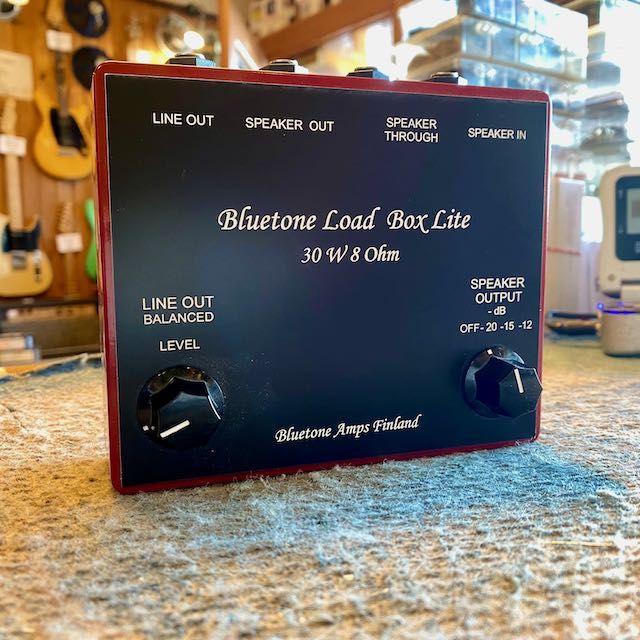 LINE OUT
SPEAKER OUT
SPEAKER
THROUGH
SPEAKER IN
Bluetone Load Box Lite
30 W 8 Ohm
LINE OUT
BALANCED
LEVEL
SPEAKER
OUTPUT
- dB
OFF - 20 -15 -12
Bluetone Amps Finland